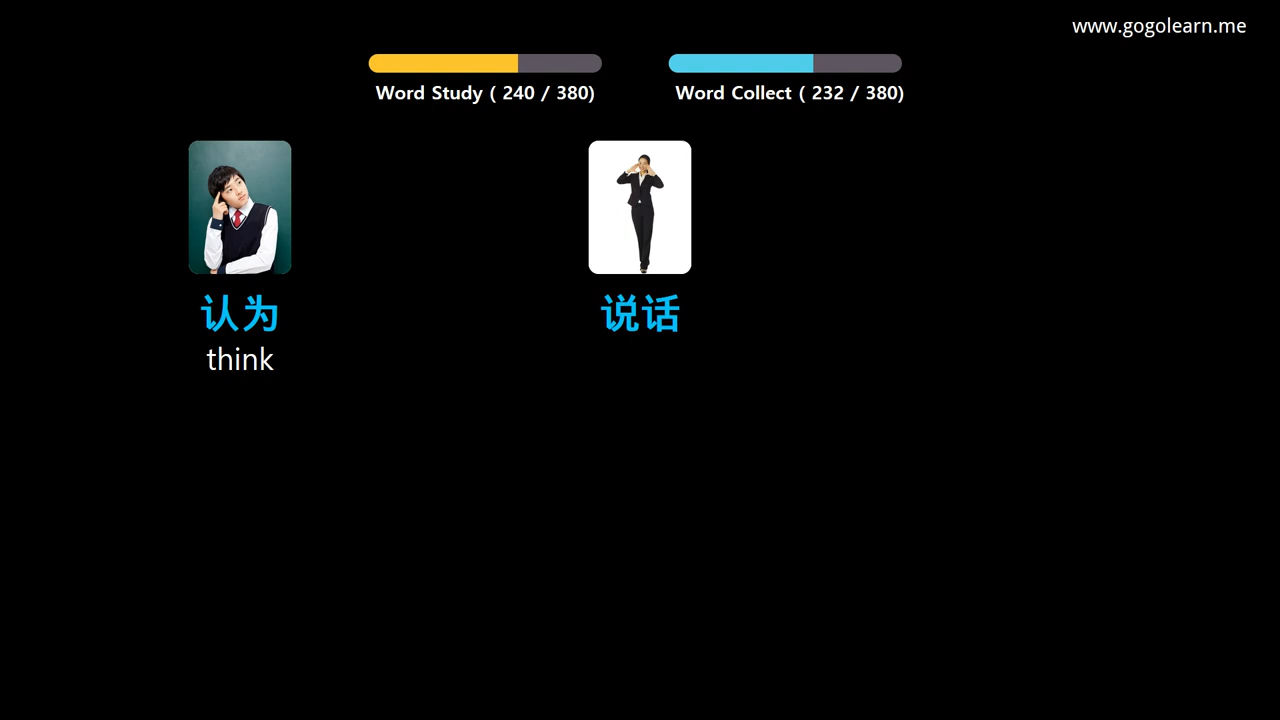 www.gogolearn.me
Word Study ( 240 / 380)
Word Collect ( 232 / 380)
认为
think
说话